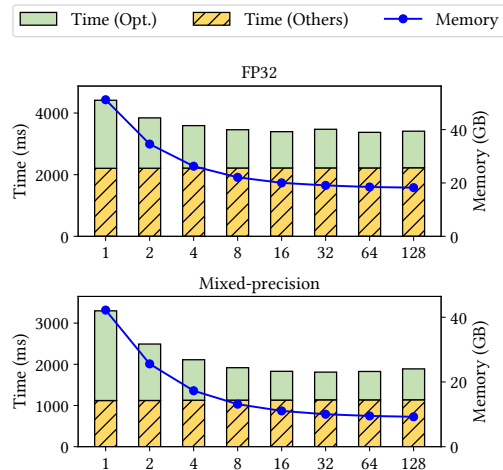 Time (Opt.) Time (Others) Memory
FP32
Time (ms)
4000
2000
0
40
20
0
Memory (GB)
1 2 4 8 16 32 64 128
Mixed-precision
Time (ms)
3000
2000
1000
0
40
20
0
Memory (GB)
1 2 4 8 16 32 64 128